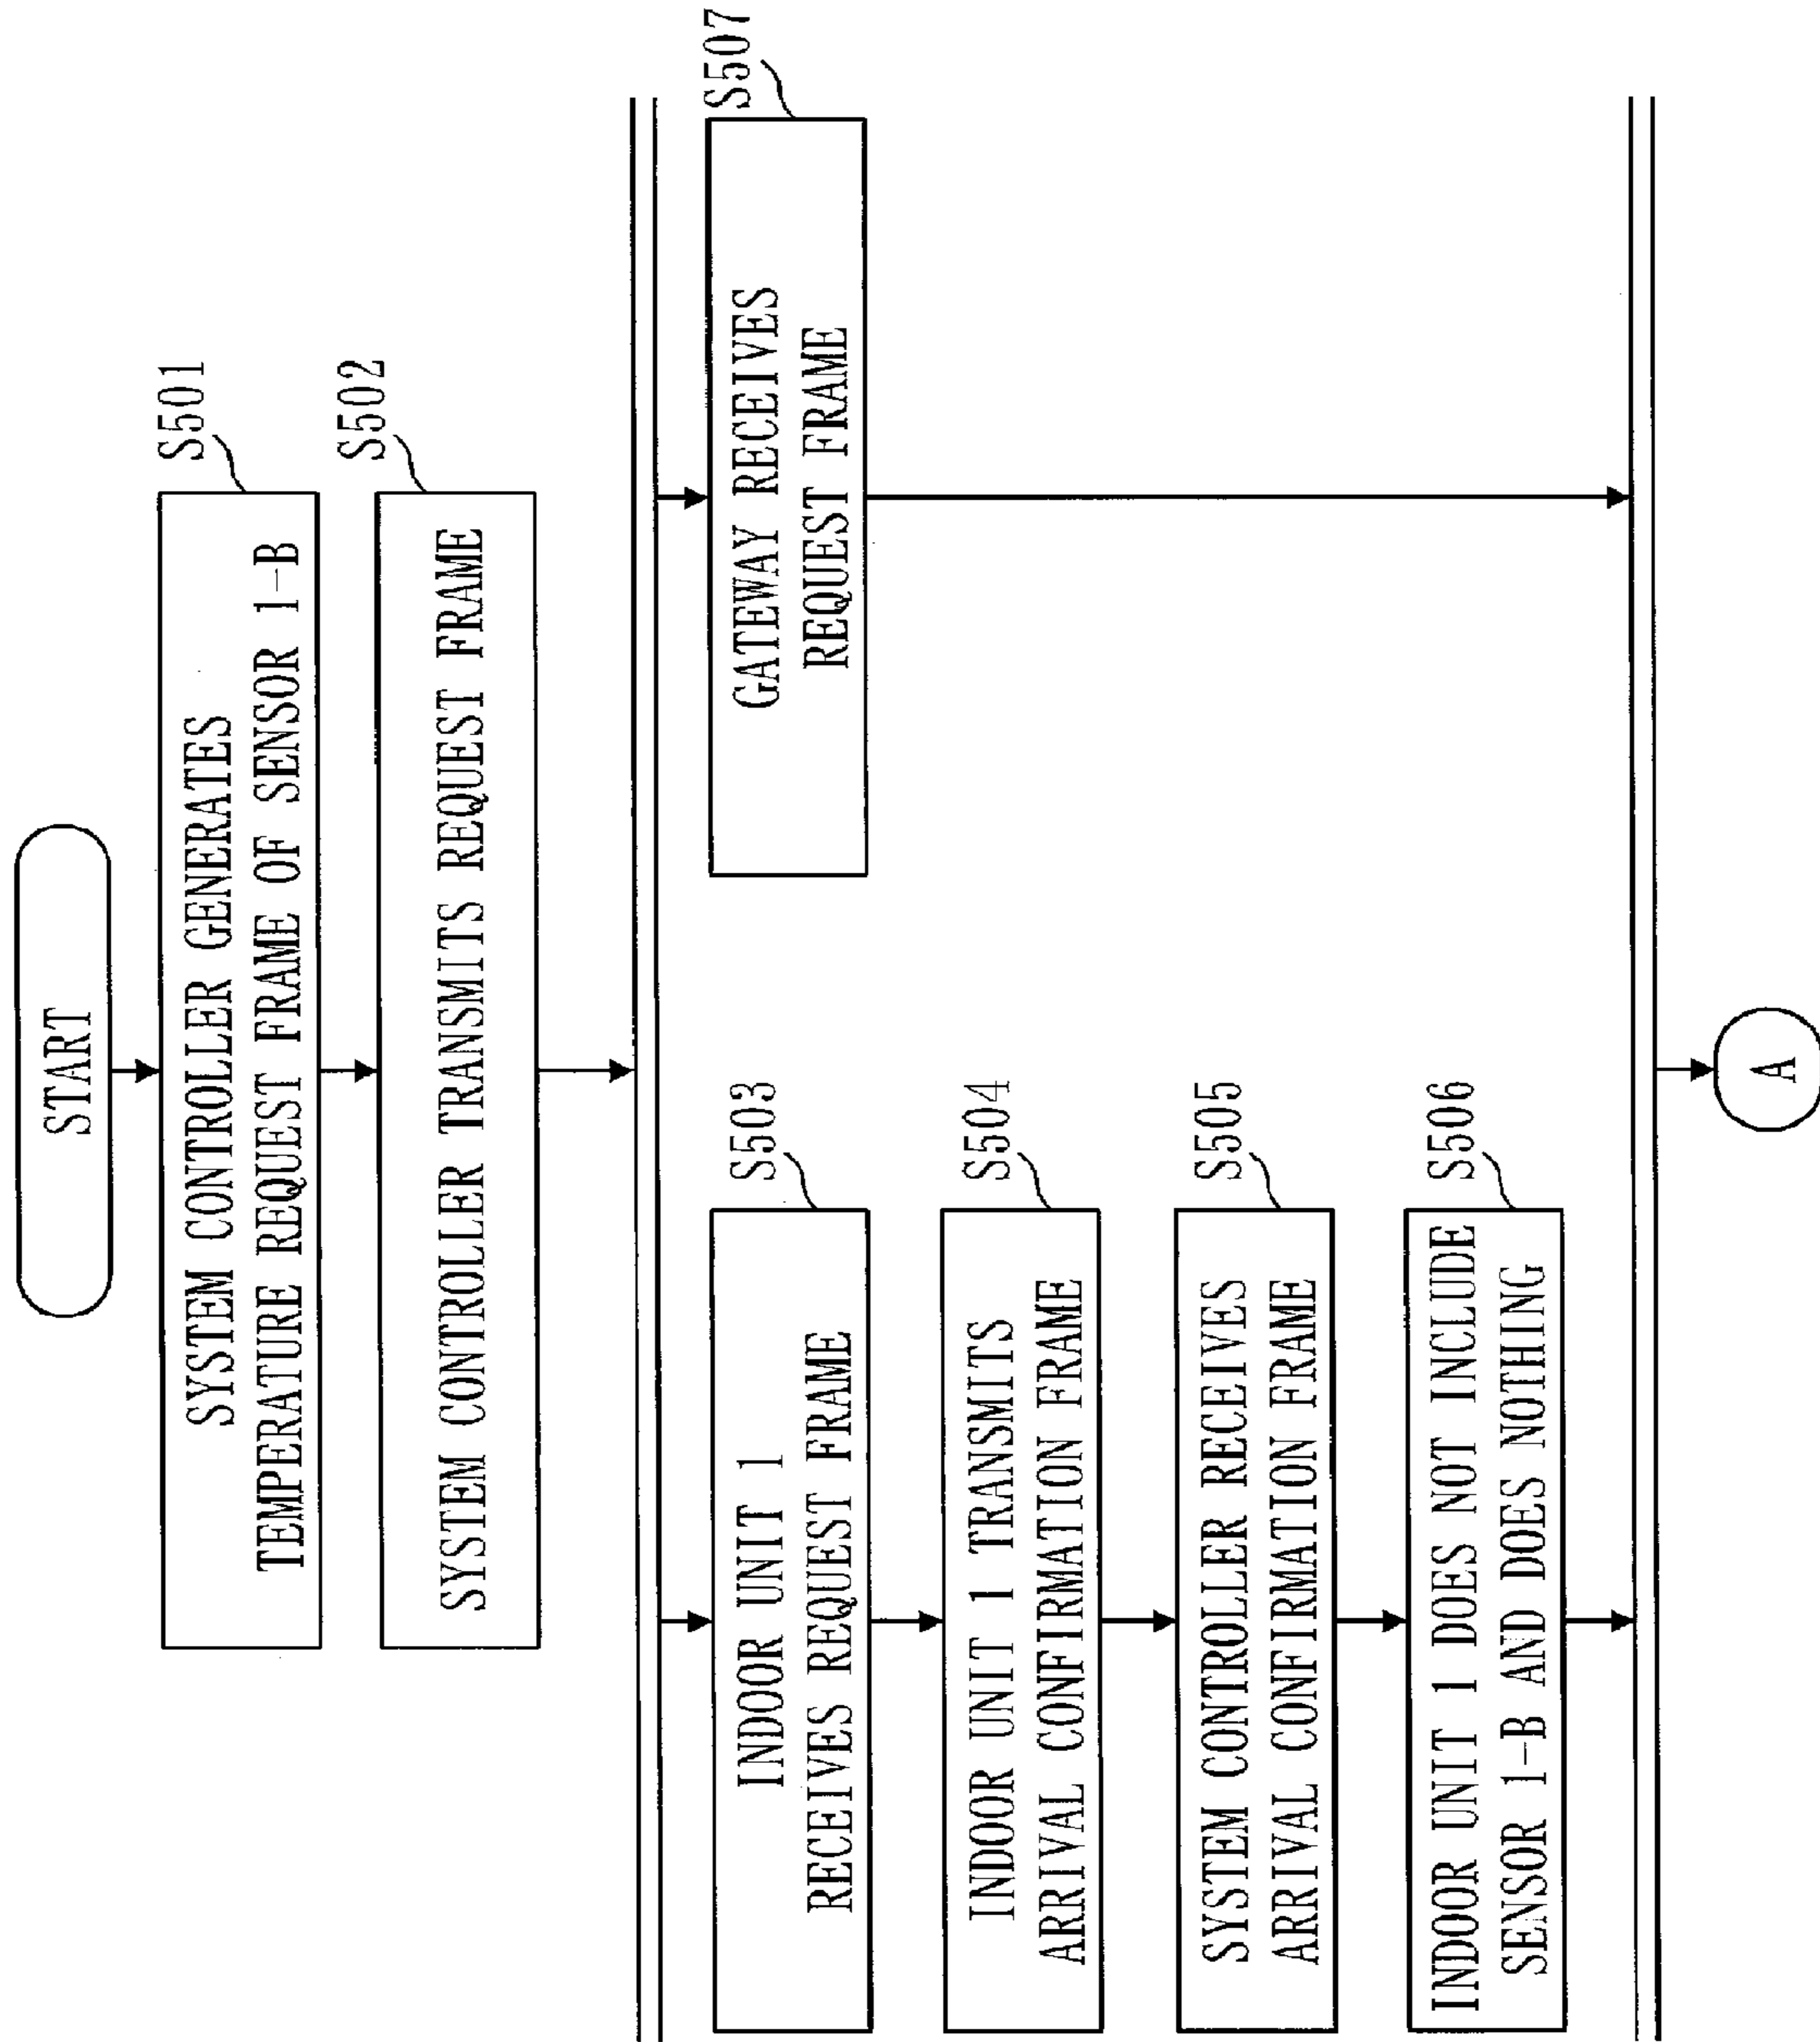 START
SYSTEM CONTROLLER GENERATES
TEMPERATURE REQUEST FRAME OF SENSOR 1-B
S501
SYSTEM CONTROLLER TRANSMITS REQUEST FRAME
S502
INDOOR UNIT 1
RECEIVES REQUEST FRAME
S503
INDOOR UNIT 1 TRANSMITS
ARRIVAL CONFIRMATION FRAME
S504
SYSTEM CONTROLLER RECEIVES
ARRIVAL CONFIRMATION FRAME
S505
INDOOR UNIT 1 DOES NOT INCLUDE
SENSOR 1-B AND DOES NOTHING
S506
GATEWAY RECEIVES
REQUEST FRAME
S507
A